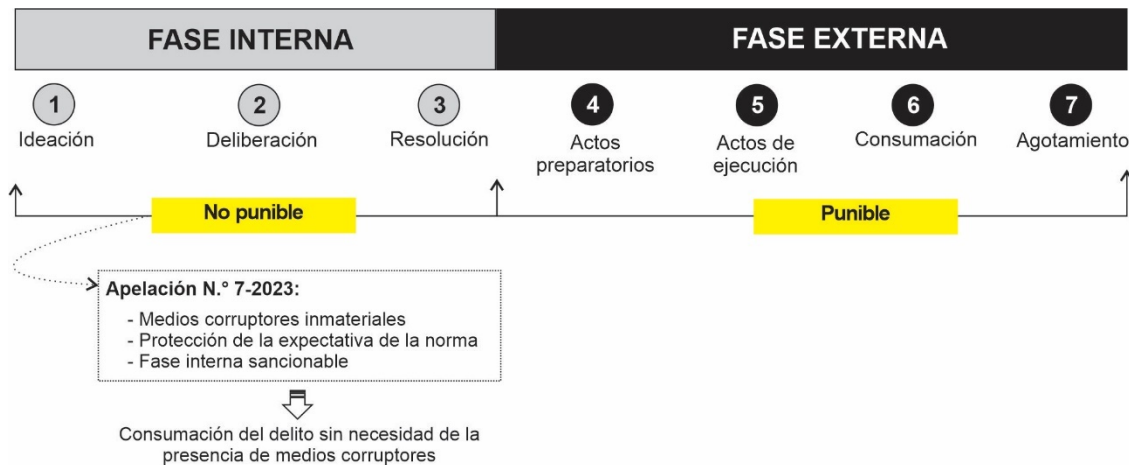 FASE INTERNA
FASE EXTERNA
1
2
3
4
5
6
7
Ideación
Deliberación
Resolución
Actos
preparatorios
Actos de
ejecución
Consumación
Agotamiento
No punible
Punible
Apelación N.° 7-2023:
- Medios corruptores inmateriales
- Protección de la expectativa de la norma
- Fase interna sancionable
Consumación del delito sin necesidad de la
presencia de medios corruptores